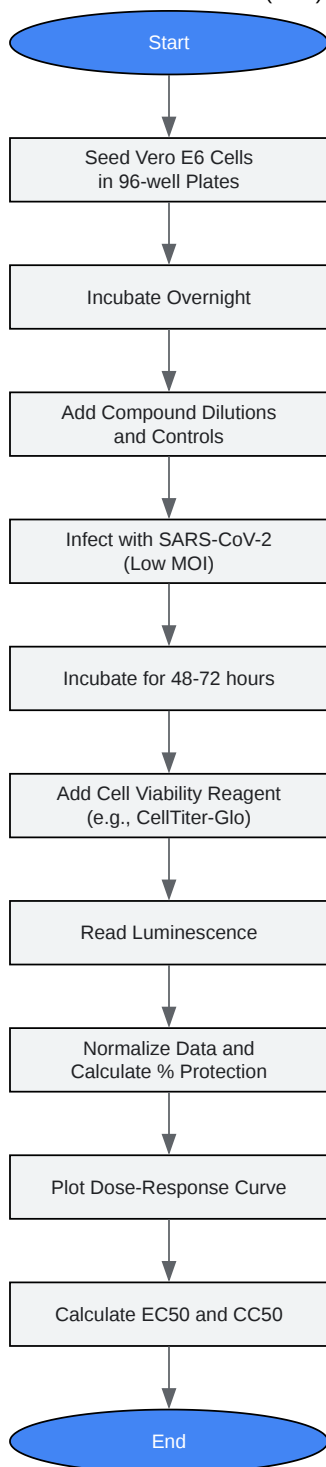 Start
Seed Vero E6 Cells
in 96-well Plates
Incubate Overnight
Add Compound Dilutions
and Controls
Infect with SARS-CoV-2
(Low MOI)
Incubate for 48-72 hours
Add Cell Viability Reagent
(e.g., CellTiter-Glo)
Read Luminescence
Normalize Data and
Calculate % Protection
Plot Dose-Response Curve
Calculate EC50 and CC50
End